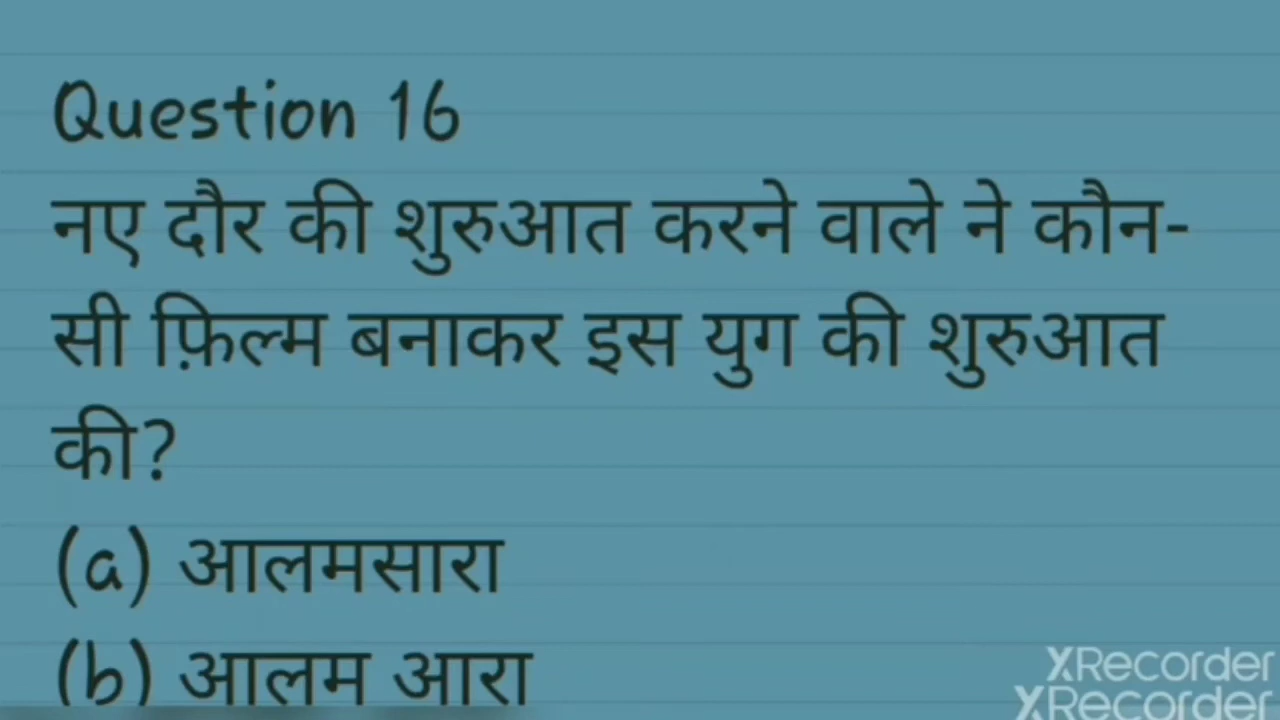 Question 16
नए दौर की शुरुआत करने वाले ने कौन-
सी फ़िल्म बनाकर इस युग की शुरुआत
की?
(a) आलमसारा
(b) आलम आरा
XRecorder
XRecorder